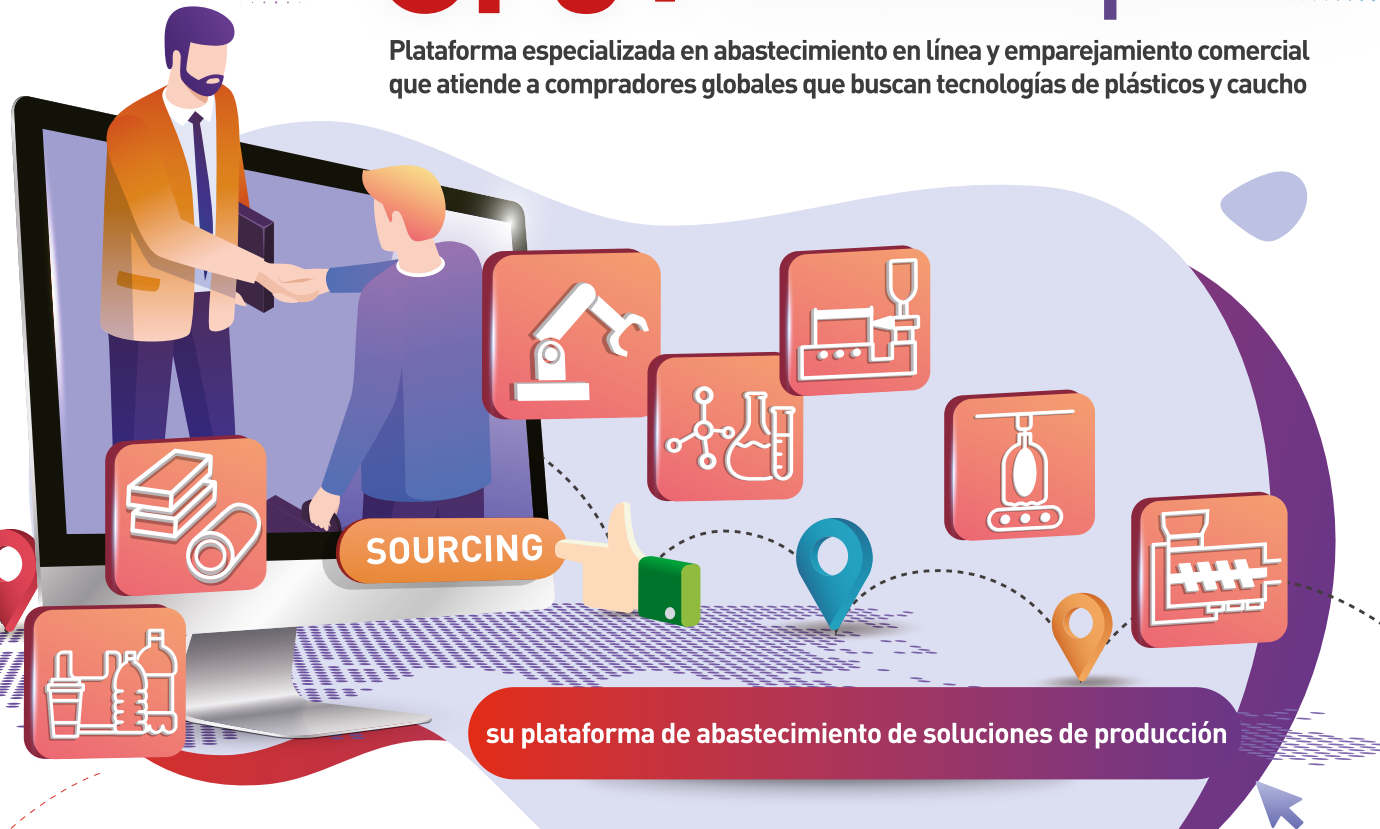 Plataforma especializada en abastecimiento en línea y emparejamiento comercial
que atiende a compradores globales que buscan tecnologías de plásticos y caucho
SOURCING
su plataforma de abastecimiento de soluciones de producción